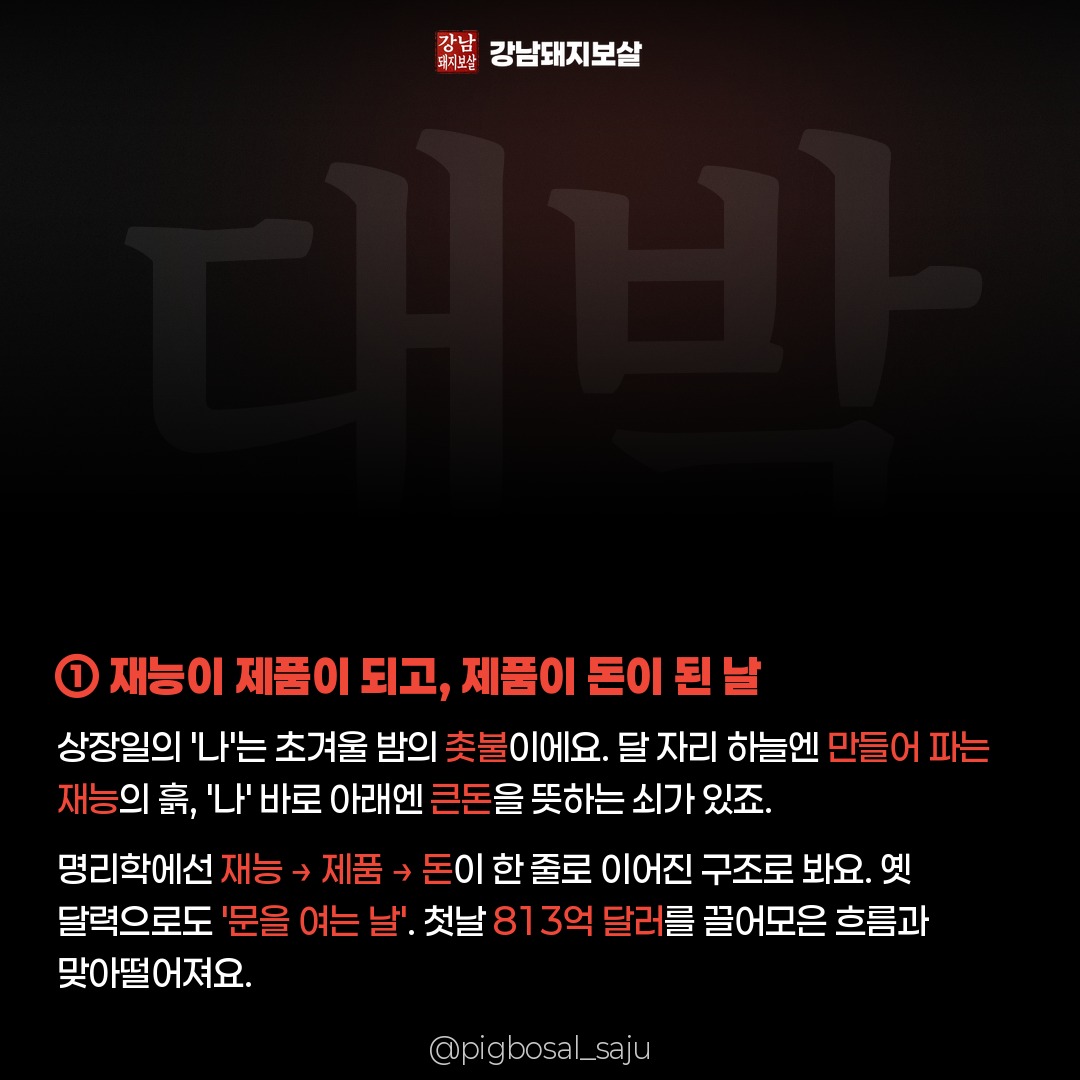 강남
돼지보살
강남돼지보살
대박
① 재능이 제품이 되고, 제품이 돈이 된 날
상장일의 '나'는 초겨울 밤의 촛불이에요. 달 자리 하늘엔 만들어 파는
재능의 흙, '나' 바로 아래엔 큰돈을 뜻하는 쇠가 있죠.
명리학에선 재능 → 제품 → 돈이 한 줄로 이어진 구조로 봐요. 옛
달력으로도 '문을 여는 날'. 첫날 813억 달러를 끌어모은 흐름과
맞아떨어져요.
@pigbosal_saju